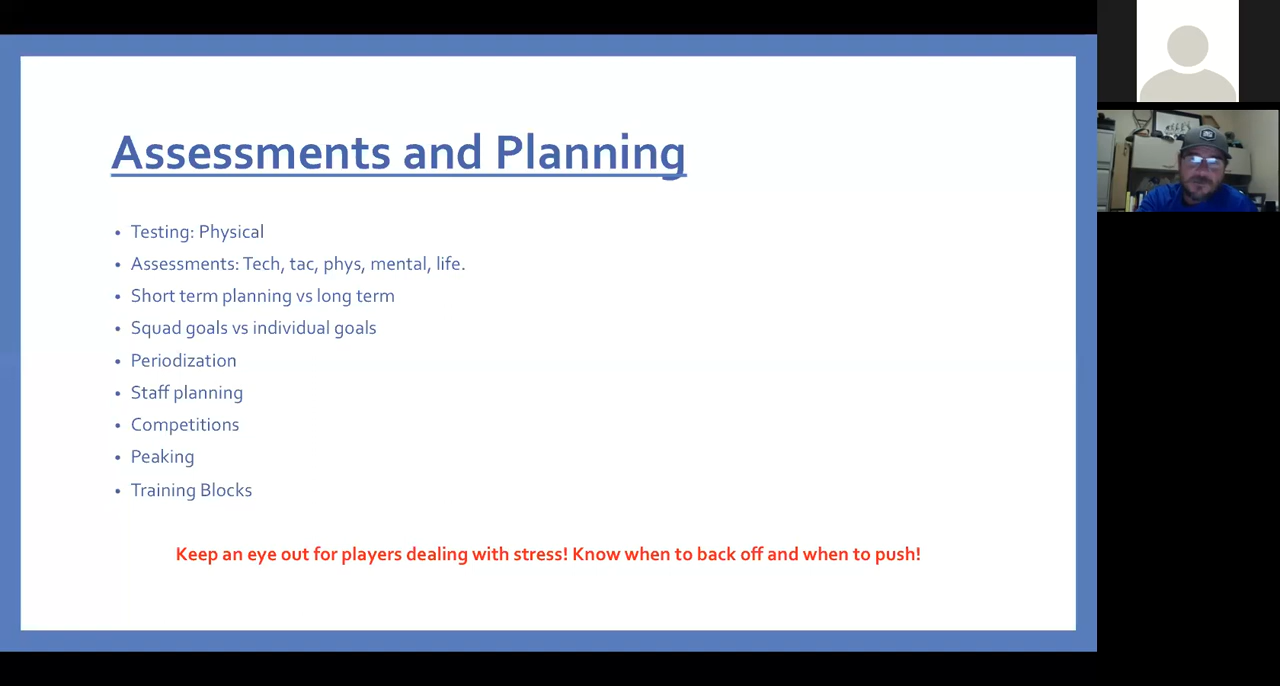 Assessments and Planning
• Testing: Physical
• Assessments: Tech, tac, phys, mental, life.
• Short term planning vs long term
• Squad goals vs individual goals
• Periodization
• Staff planning
• Competitions
• Peaking
• Training Blocks
Keep an eye out for players dealing with stress! Know when to back off and when to push!